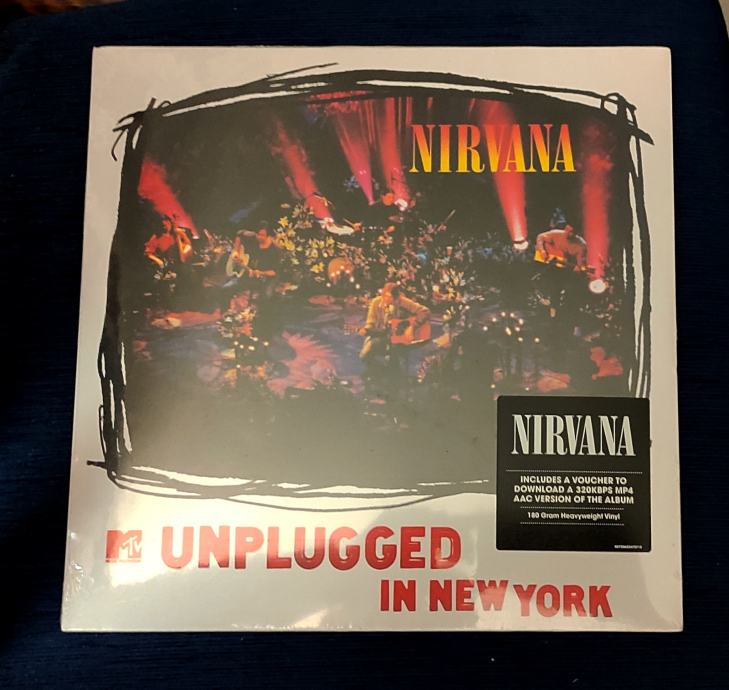 NIRVANA
NIRVANA
INCLUDES A VOUCHER TO
DOWNLOAD A 320KBPS MP4
AAC VERSION OF THE ALBUM
180 Gram Heavyweight Vinyl
MTV UNPLUGGED
IN NEW YORK